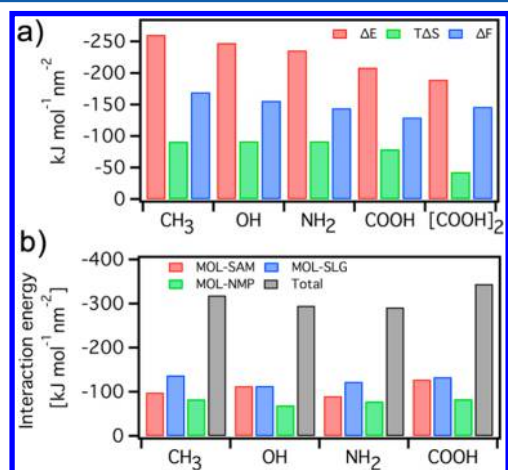 a)
ΔE TΔS ΔF
-250
-200
-150
-100
-50
0
kJ mol⁻¹ nm⁻²
CH₃ OH NH₂ COOH [COOH]₂
b)
-400
-300
-200
-100
0
Interaction energy
[kJ mol⁻¹nm⁻²]
MOL-SAM MOL-SLG
MOL-NMP Total
CH₃ OH NH₂ COOH